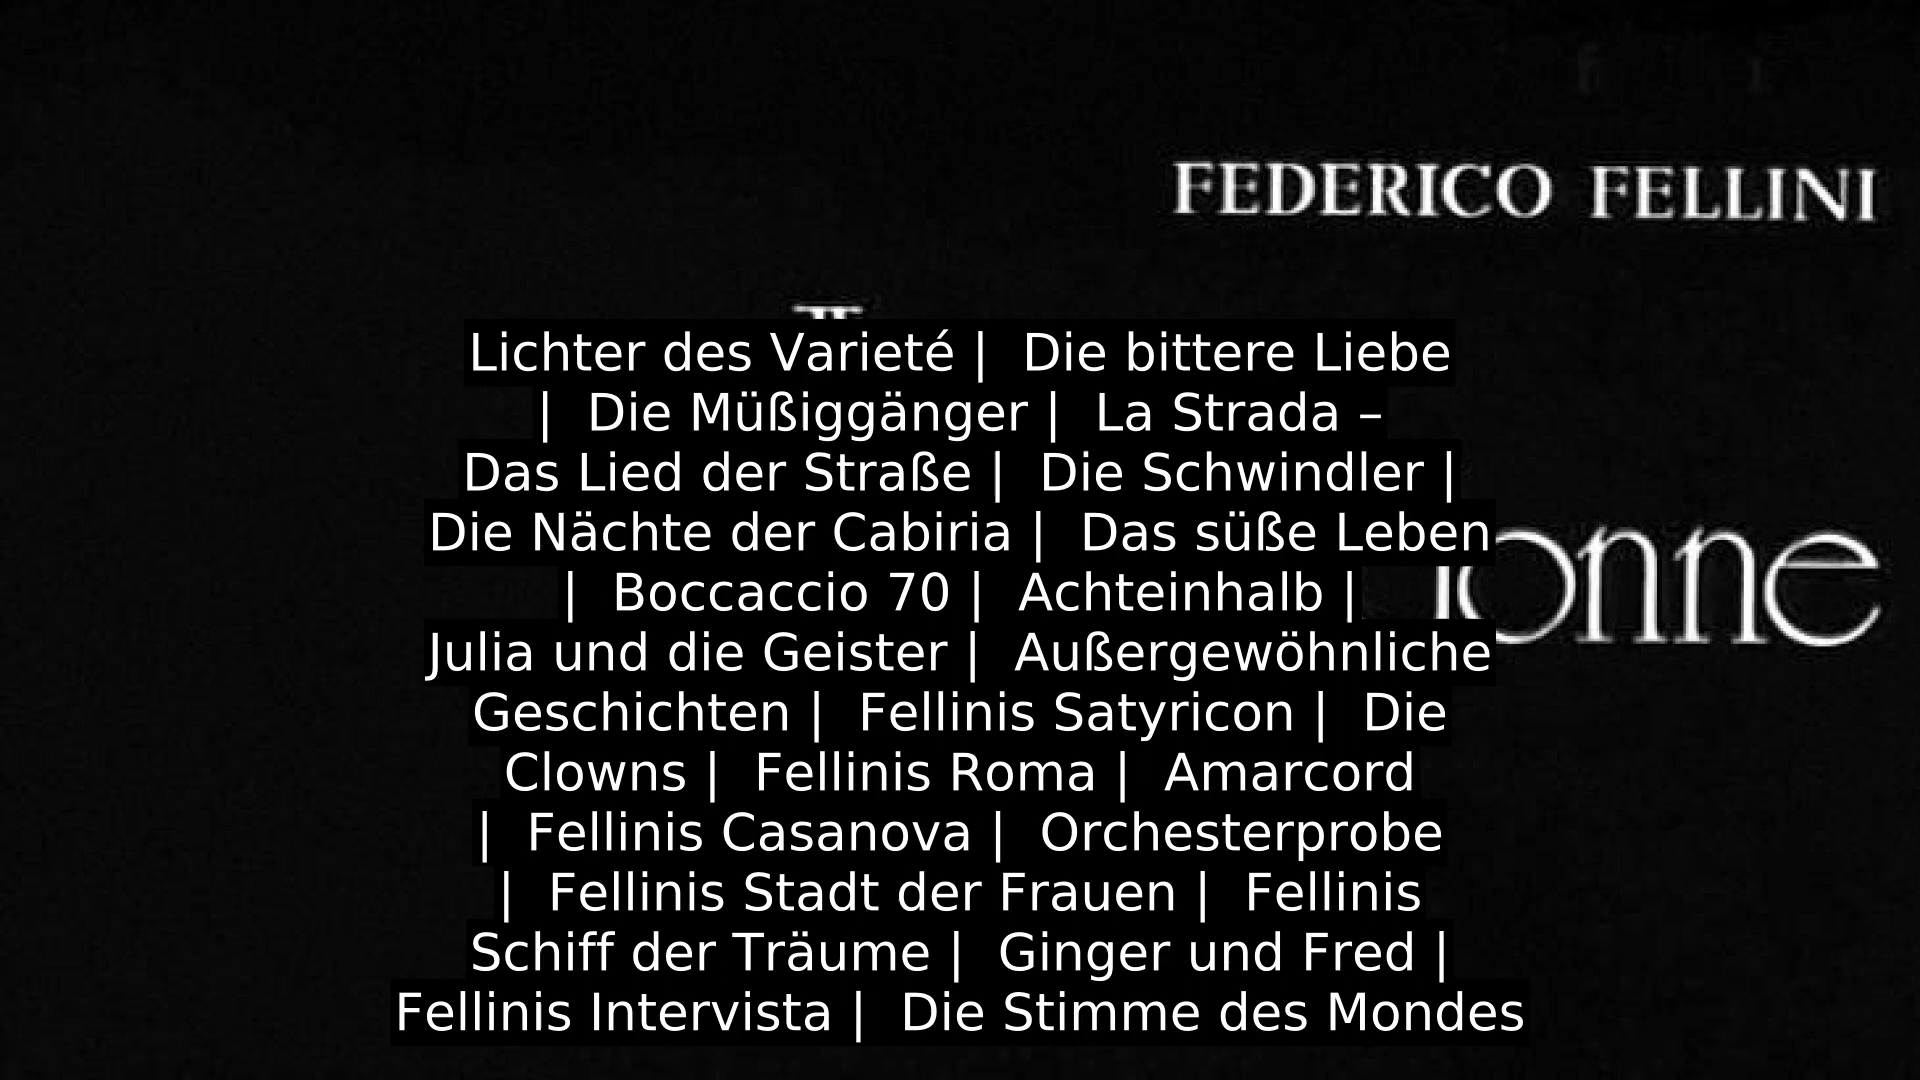 FEDERICO FELLINI
Lichter des Varieté | Die bittere Liebe
| Die Müßiggänger | La Strada –
Das Lied der Straße | Die Schwindler |
Die Nächte der Cabiria | Das süße Leben
| Boccaccio 70 | Achteinhalb |
Julia und die Geister | Außergewöhnliche
Geschichten | Fellinis Satyricon | Die
Clowns | Fellinis Roma | Amarcord
| Fellinis Casanova | Orchesterprobe
| Fellinis Stadt der Frauen | Fellinis
Schiff der Träume | Ginger und Fred |
Fellinis Intervista | Die Stimme des Mondes